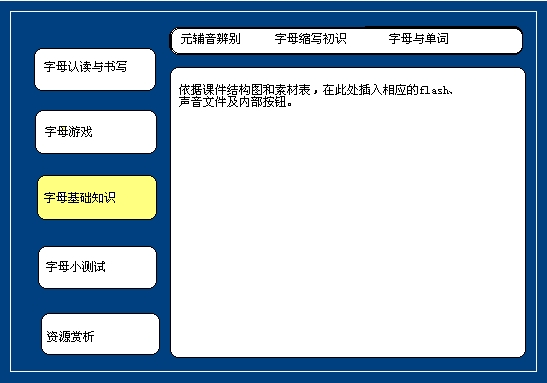 元辅音辨别 字母缩写初识 字母与单词
字母认读与书写
字母游戏
字母基础知识
字母小测试
资源赏析
依据课件结构图和素材表，在此处插入相应的flash、
声音文件及内部按钮。